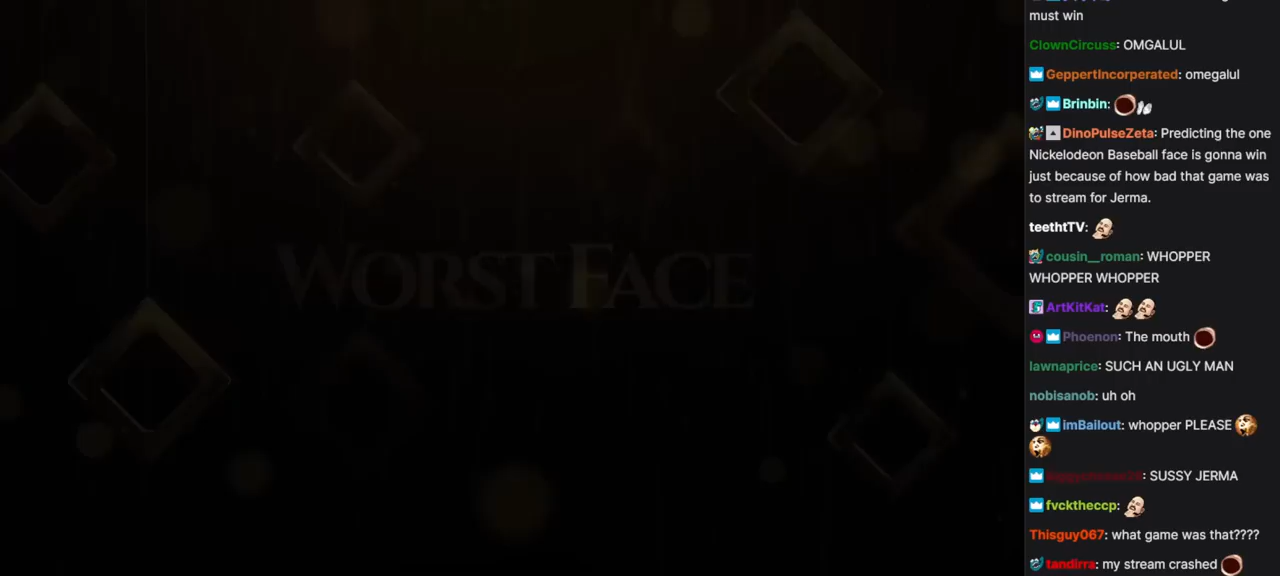 must win
ClownCircuss: OMGALUL
GeppertIncorperated: omegalul
Brinbin:
DinoPulseZeta: Predicting the one
Nickelodeon Baseball face is gonna win
just because of how bad that game was
to stream for Jerma.
teethtTV:
cousin__roman: WHOPPER
WHOPPER WHOPPER
ArtKitKat:
Phoenon: The mouth
lawnaprice: SUCH AN UGLY MAN
nobisanob: uh oh
imBailout: whopper PLEASE
: SUSSY JERMA
fvcktheccp:
Thisguy067: what game was that????
tandirra: my stream crashed
WORST FACE